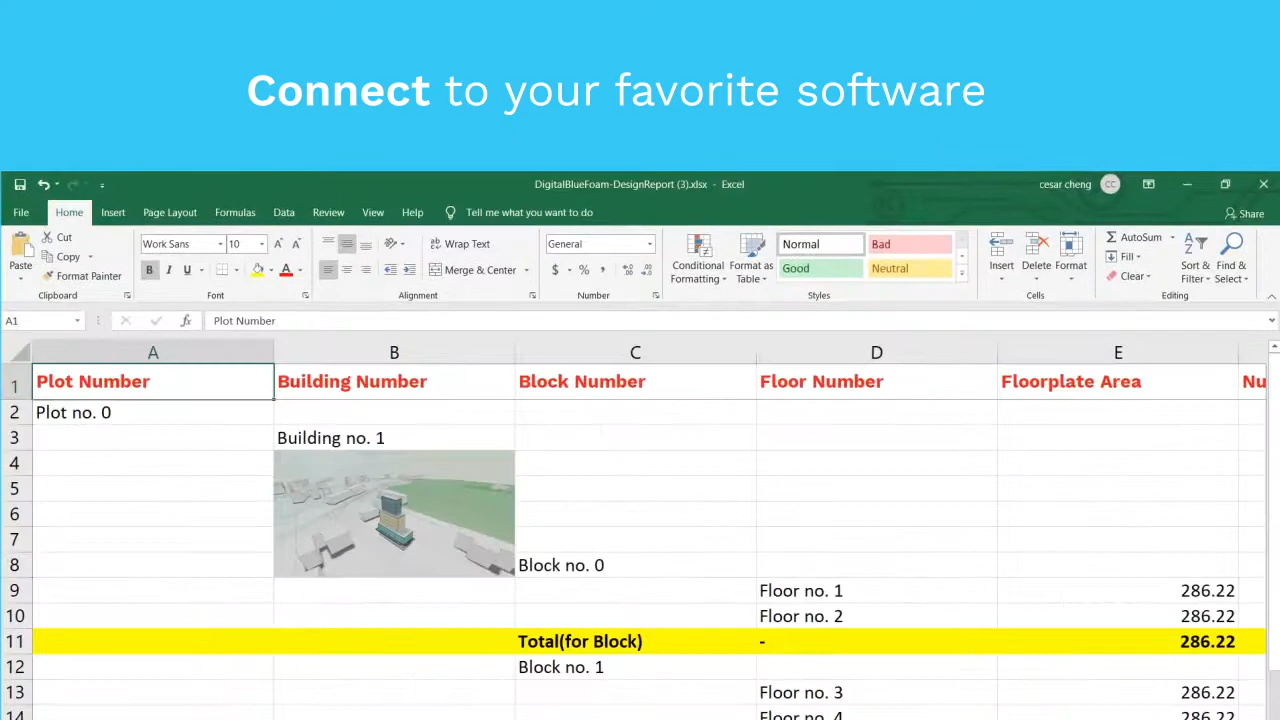 Connect to your favorite software
DigitalBlueFoam-DesignReport (3).xlsx - Excel
cesar cheng CC
File Home Insert Page Layout Formulas Data Review View Help Tell me what you want to do Share
Cut
Copy
Format Painter
Paste
Clipboard
Work Sans 10 A A
B I U A
Font
Wrap Text
Merge & Center
Alignment
General
$ % ,
Number
Conditional Formatting
Format as Table
Normal Bad
Good Neutral
Styles
Insert Delete Format
Cells
AutoSum
Fill
Clear
Sort & Filter
Find & Select
Editing
A1 fx Plot Number
A B C D E
1 Plot Number Building Number Block Number Floor Number Floorplate Area Nu
2 Plot no. 0
3 Building no. 1
4
5
6
7
8 Block no. 0
9 Floor no. 1 286.22
10 Floor no. 2 286.22
11 Total(for Block) - 286.22
12 Block no. 1
13 Floor no. 3 286.22
14 Floor no. 4 286.22